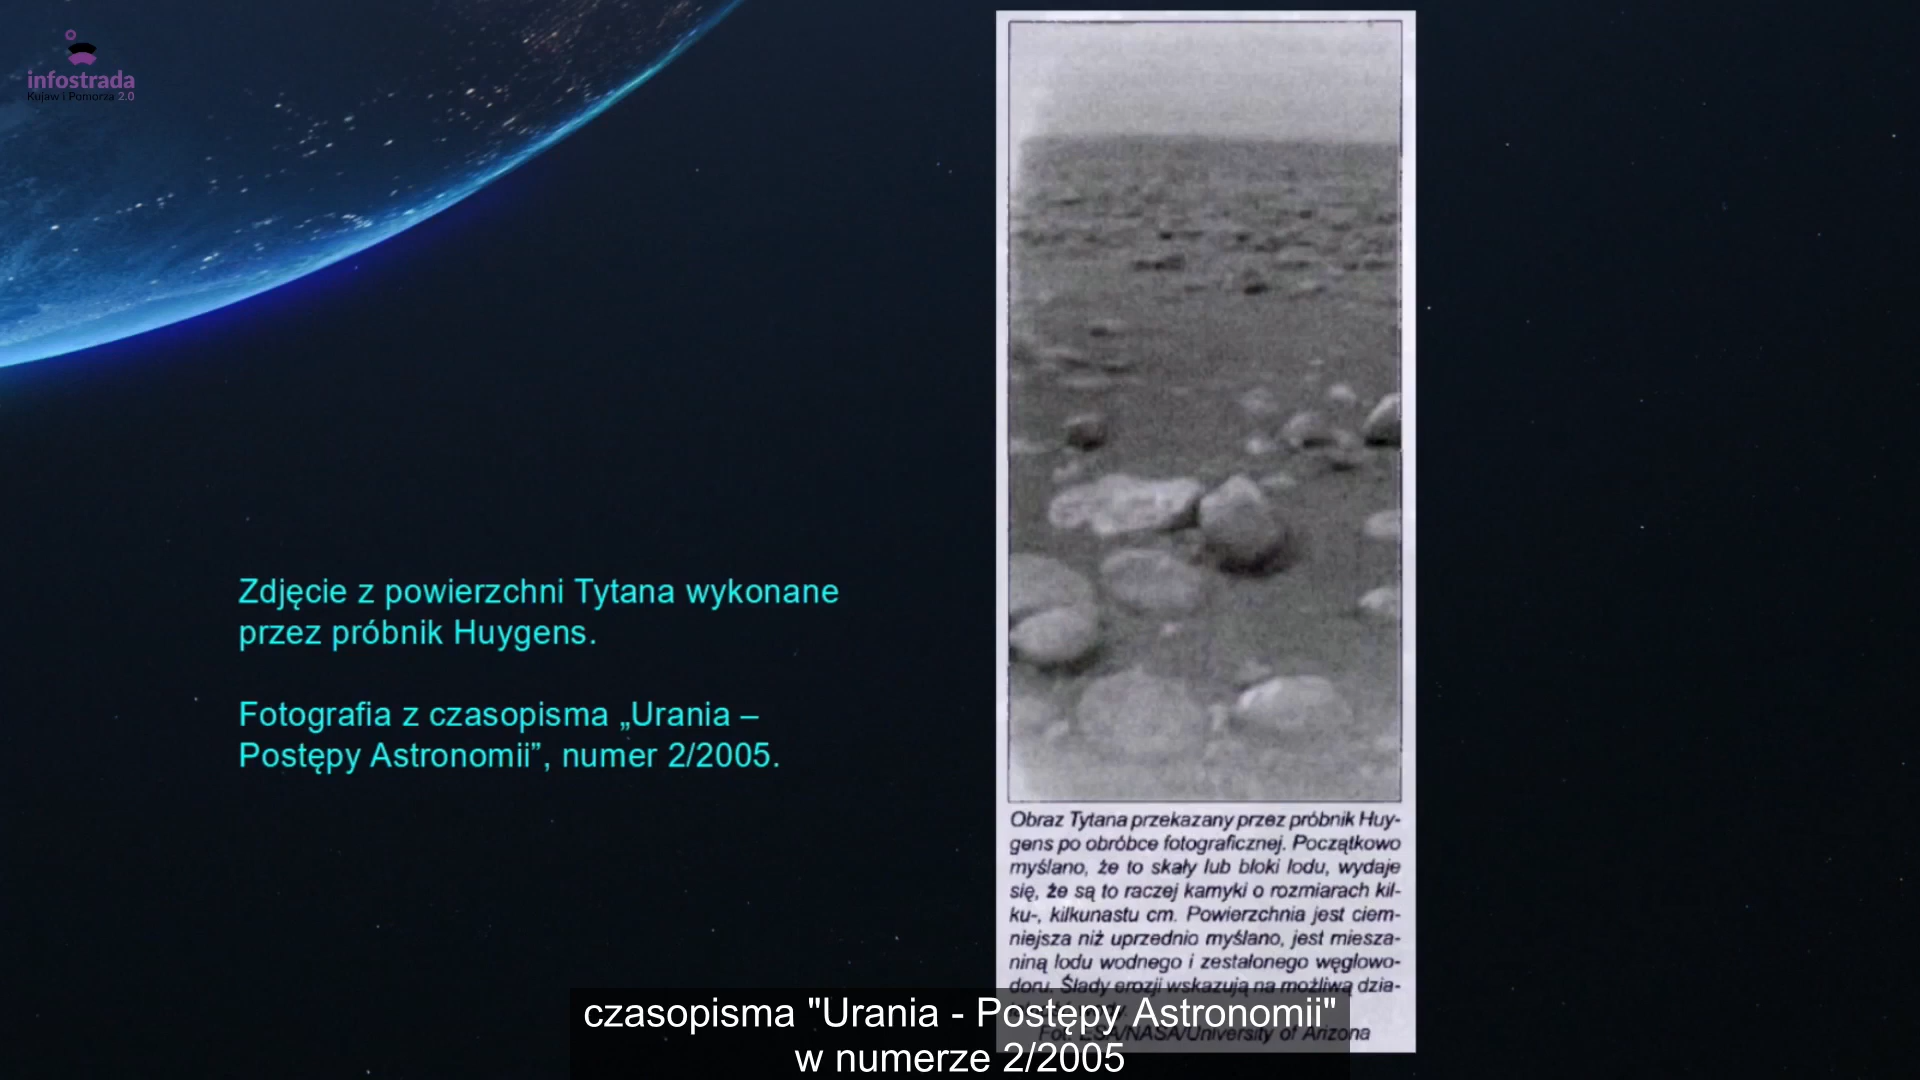 infostrada
Kujaw i Pomorza 2.0
Zdjęcie z powierzchni Tytana wykonane
przez próbnik Huygens.
Fotografia z czasopisma „Urania –
Postępy Astronomii”, numer 2/2005.
Obraz Tytana przekazany przez próbnik Huy-
gens po obróbce fotograficznej. Początkowo
myślano, że to skały lub bloki lodu, wydaje
się, że są to raczej kamyki o rozmiarach kil-
ku-, kilkunastu cm. Powierzchnia jest ciem-
niejsza niż uprzednio myślano, jest miesza-
niną lodu wodnego i zestalonego węglowo-
doru. Ślady erozji wskazują na możliwą dzia-
Fot. ESA/NASA/University of Arizona
czasopisma "Urania - Postępy Astronomii"
w numerze 2/2005